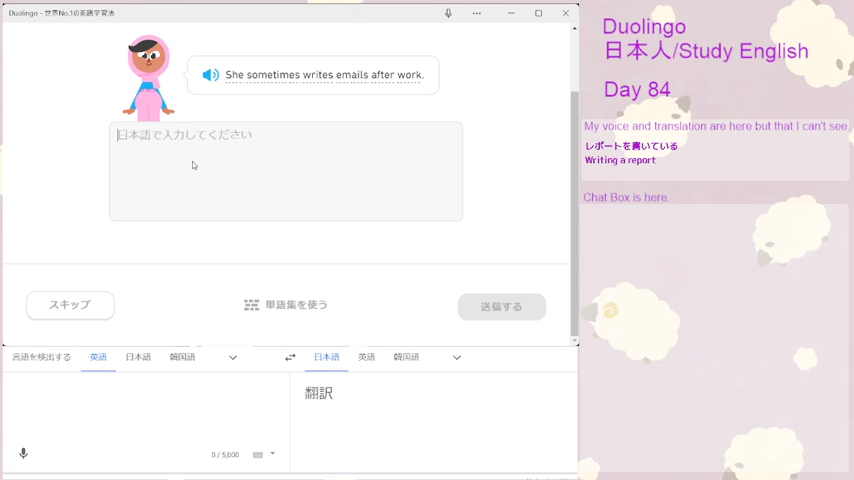 Duolingo - 世界No.1の英語学習法
She sometimes writes emails after work.
日本語で入力してください
スキップ
単語集を使う
送信する
言語を検出する 英語 日本語 韓国語
日本語 英語 韓国語
翻訳
0 / 5,000
Duolingo
日本人/Study English
Day 84
My voice and translation are here but that I can't see.
レポートを書いている
Writing a report
Chat Box is here.